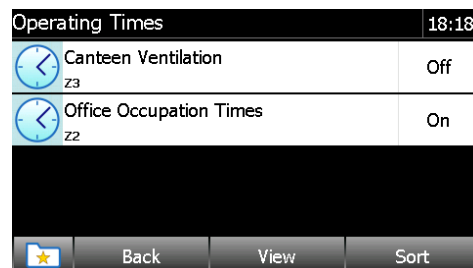 Operating Times 18:18
Canteen Ventilation
Z3
Off
Office Occupation Times
Z2
On
Back View Sort